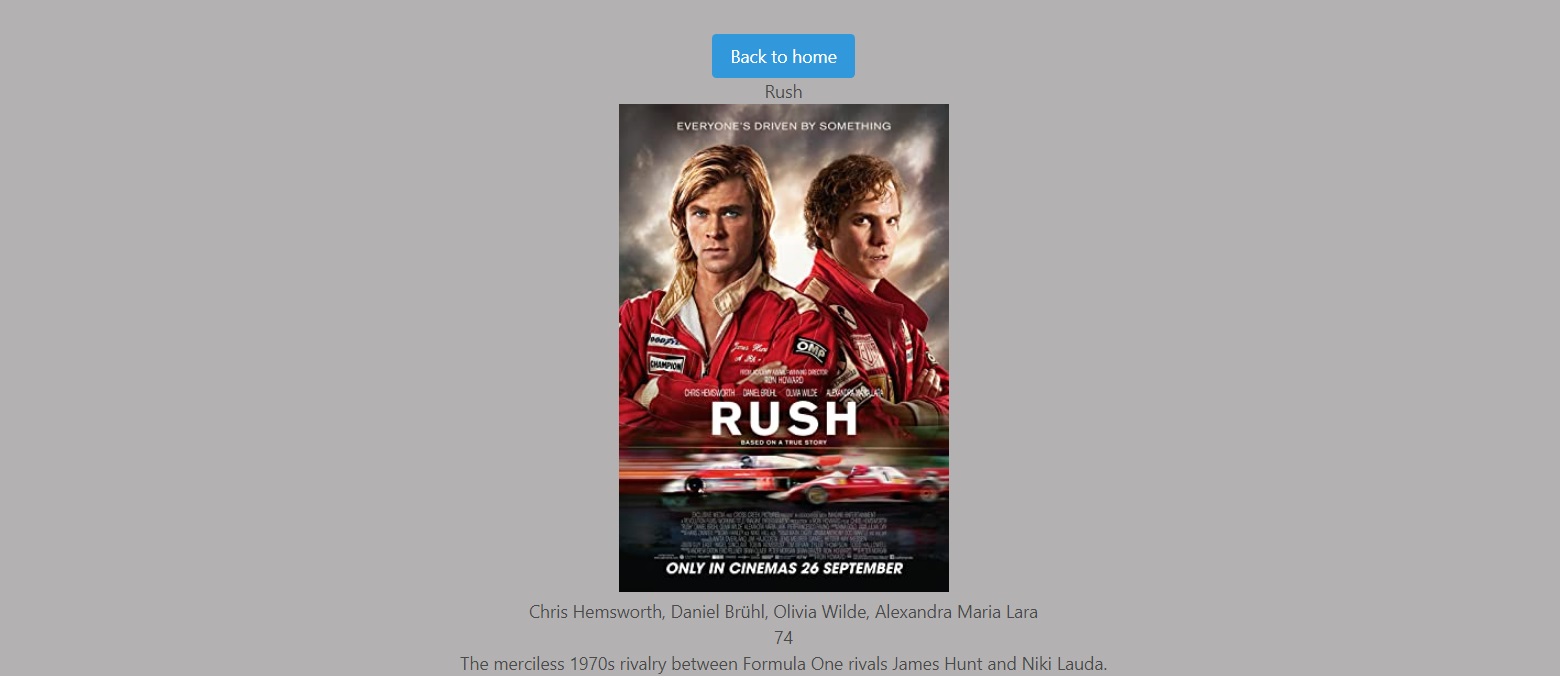 Back to home
Rush
EVERYONE'S DRIVEN BY SOMETHING
GOODYEAR
OMP
CHAMPION
FROM ACADEMY AWARD-WINNING DIRECTOR
RON HOWARD
CHRIS HEMSWORTH DANIEL BRÜHL OLIVIA WILDE ALEXANDRA MARIA LARA
RUSH
BASED ON A TRUE STORY
ONLY IN CINEMAS 26 SEPTEMBER
Chris Hemsworth, Daniel Brühl, Olivia Wilde, Alexandra Maria Lara
74
The merciless 1970s rivalry between Formula One rivals James Hunt and Niki Lauda.